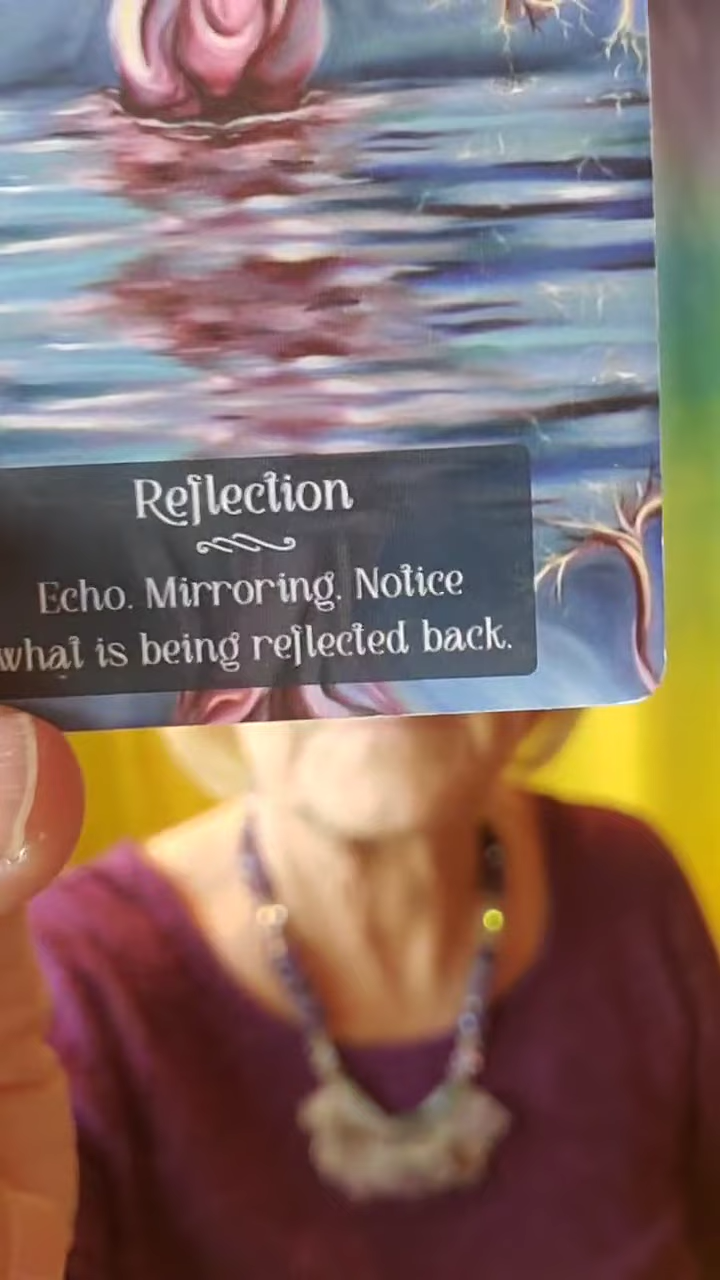 Reflection
Echo. Mirroring. Notice
what is being reflected back.